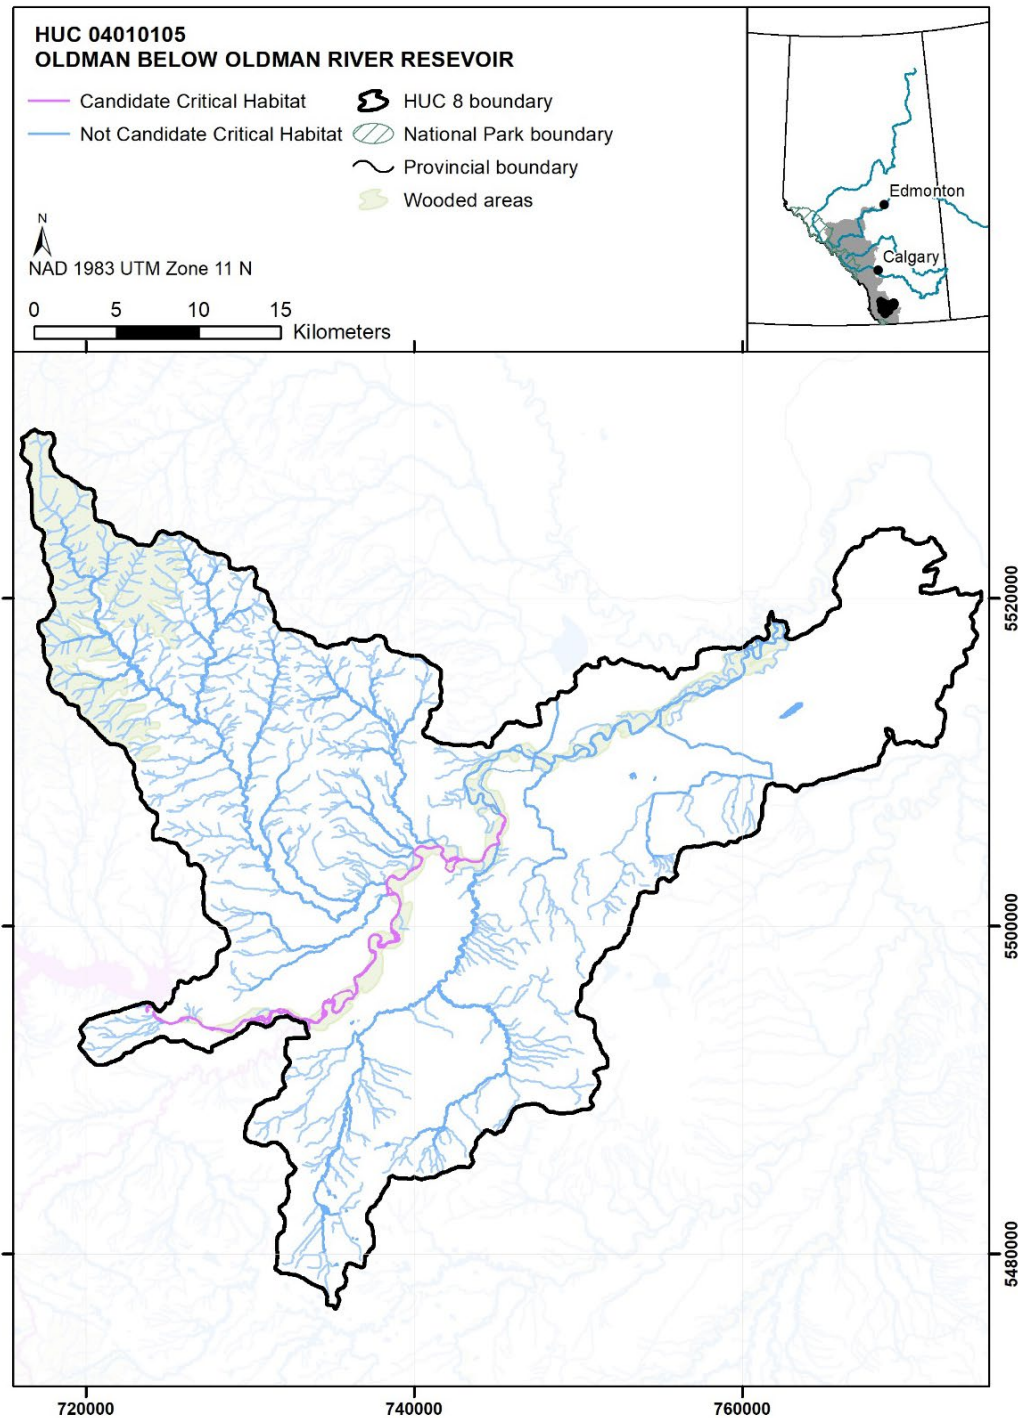 HUC 04010105
OLDMAN BELOW OLDMAN RIVER RESEVOIR
Candidate Critical Habitat
Not Candidate Critical Habitat
HUC 8 boundary
National Park boundary
Provincial boundary
Wooded areas
N
NAD 1983 UTM Zone 11 N
0 5 10 15
Kilometers
Edmonton
Calgary
5520000
5500000
5480000
720000 740000 760000